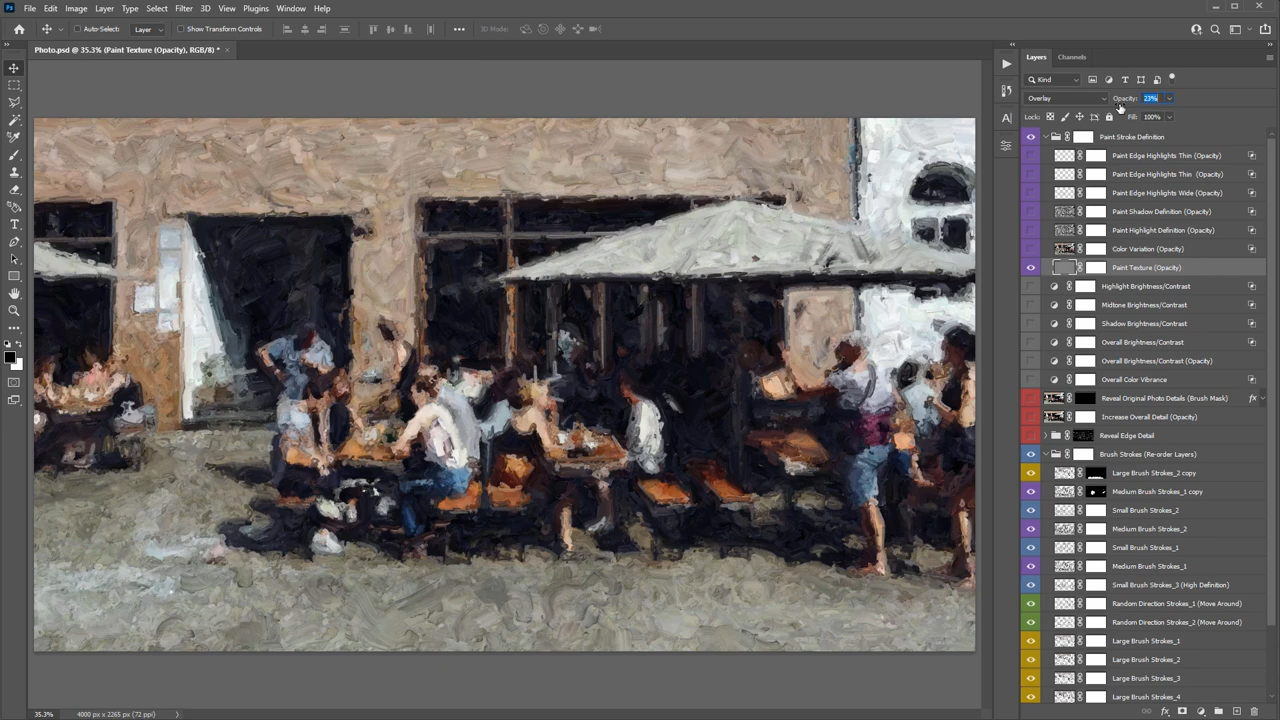 File Edit Image Layer Type Select Filter 3D View Plugins Window Help
Auto-Select: Layer Show Transform Controls 3D Mode:
Photo.psd @ 35.3% (Paint Texture (Opacity), RGB/8) *
Layers Channels
Kind
Overlay Opacity: 23%
Lock: Fill: 100%
Paint Stroke Definition
Paint Edge Highlights Thin (Opacity)
Paint Edge Highlights Thin (Opacity)
Paint Edge Highlights Wide (Opacity)
Paint Shadow Definition (Opacity)
Paint Highlight Definition (Opacity)
Color Variation (Opacity)
Paint Texture (Opacity)
Highlight Brightness/Contrast
Midtone Brightness/Contrast
Shadow Brightness/Contrast
Overall Brightness/Contrast
Overall Brightness/Contrast (Opacity)
Overall Color Vibrance
Reveal Original Photo Details (Brush Mask) fx
Increase Overall Detail (Opacity)
Reveal Edge Detail
Brush Strokes (Re-order Layers)
Large Brush Strokes_2 copy
Medium Brush Strokes_1 copy
Small Brush Strokes_2
Medium Brush Strokes_2
Small Brush Strokes_1
Medium Brush Strokes_1
Small Brush Strokes_3 (High Definition)
Random Direction Strokes_1 (Move Around)
Random Direction Strokes_2 (Move Around)
Large Brush Strokes_1
Large Brush Strokes_2
Large Brush Strokes_3
Large Brush Strokes_4
35.3% 4000 px x 2265 px (72 ppi)